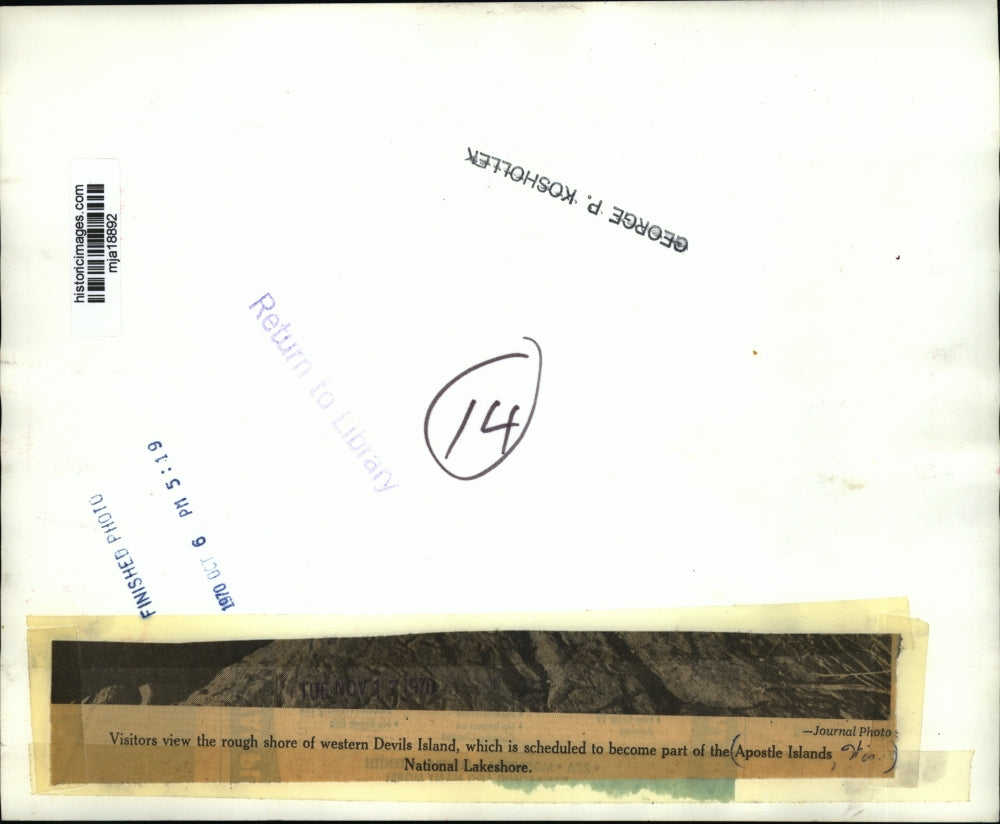 GEORGE P. KOSHOLLEK
historicimages.com
mja18892
Return to Library
14
1970 OCT 6 PM 5:19
FINISHED PHOTO
TUE NOV 17 1970
—Journal Photo
Visitors view the rough shore of western Devils Island, which is scheduled to become part of the (Apostle Islands
National Lakeshore.